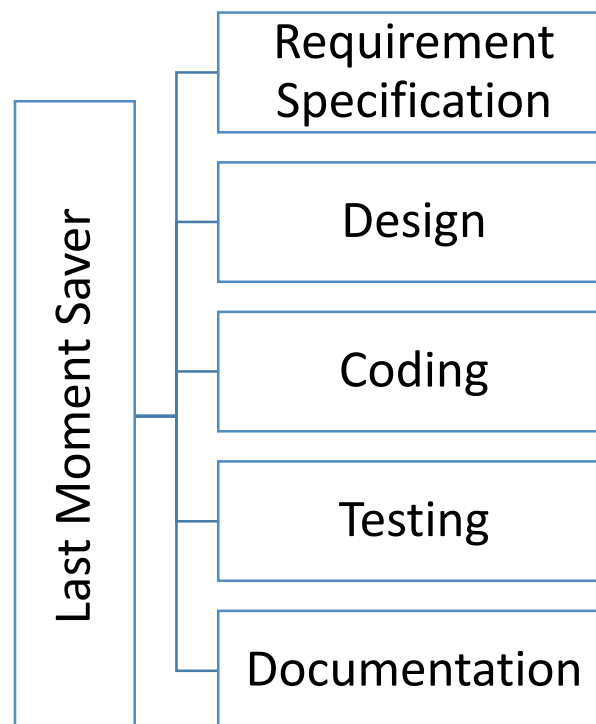 Last Moment Saver
Requirement
Specification
Design
Coding
Testing
Documentation